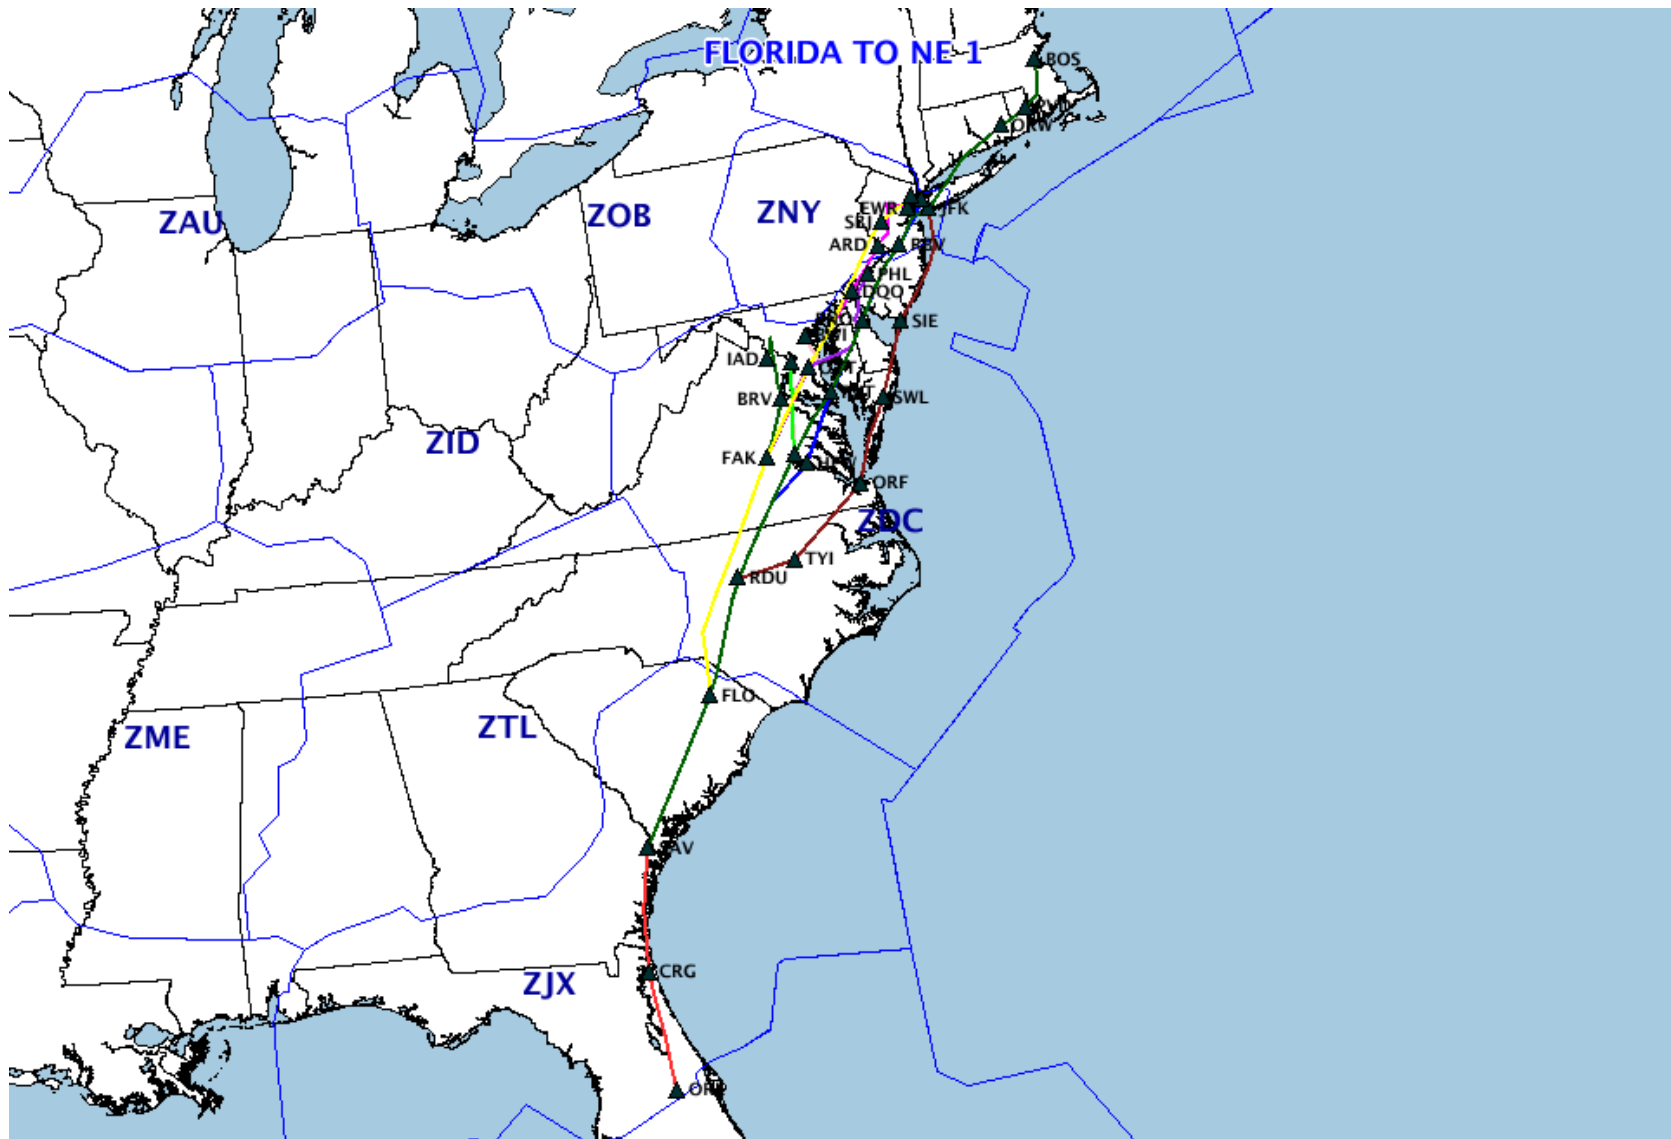 FLORIDA TO NE 1
BOS
ORW
ZAU
ZOB
ZNY
EWR
JFK
ARD
RBV
PHL
DQO
SIE
IAD
BRV
SWL
ZID
FAK
ORF
ZDC
TYI
RDU
FLO
ZME
ZTL
CRG
ZJX